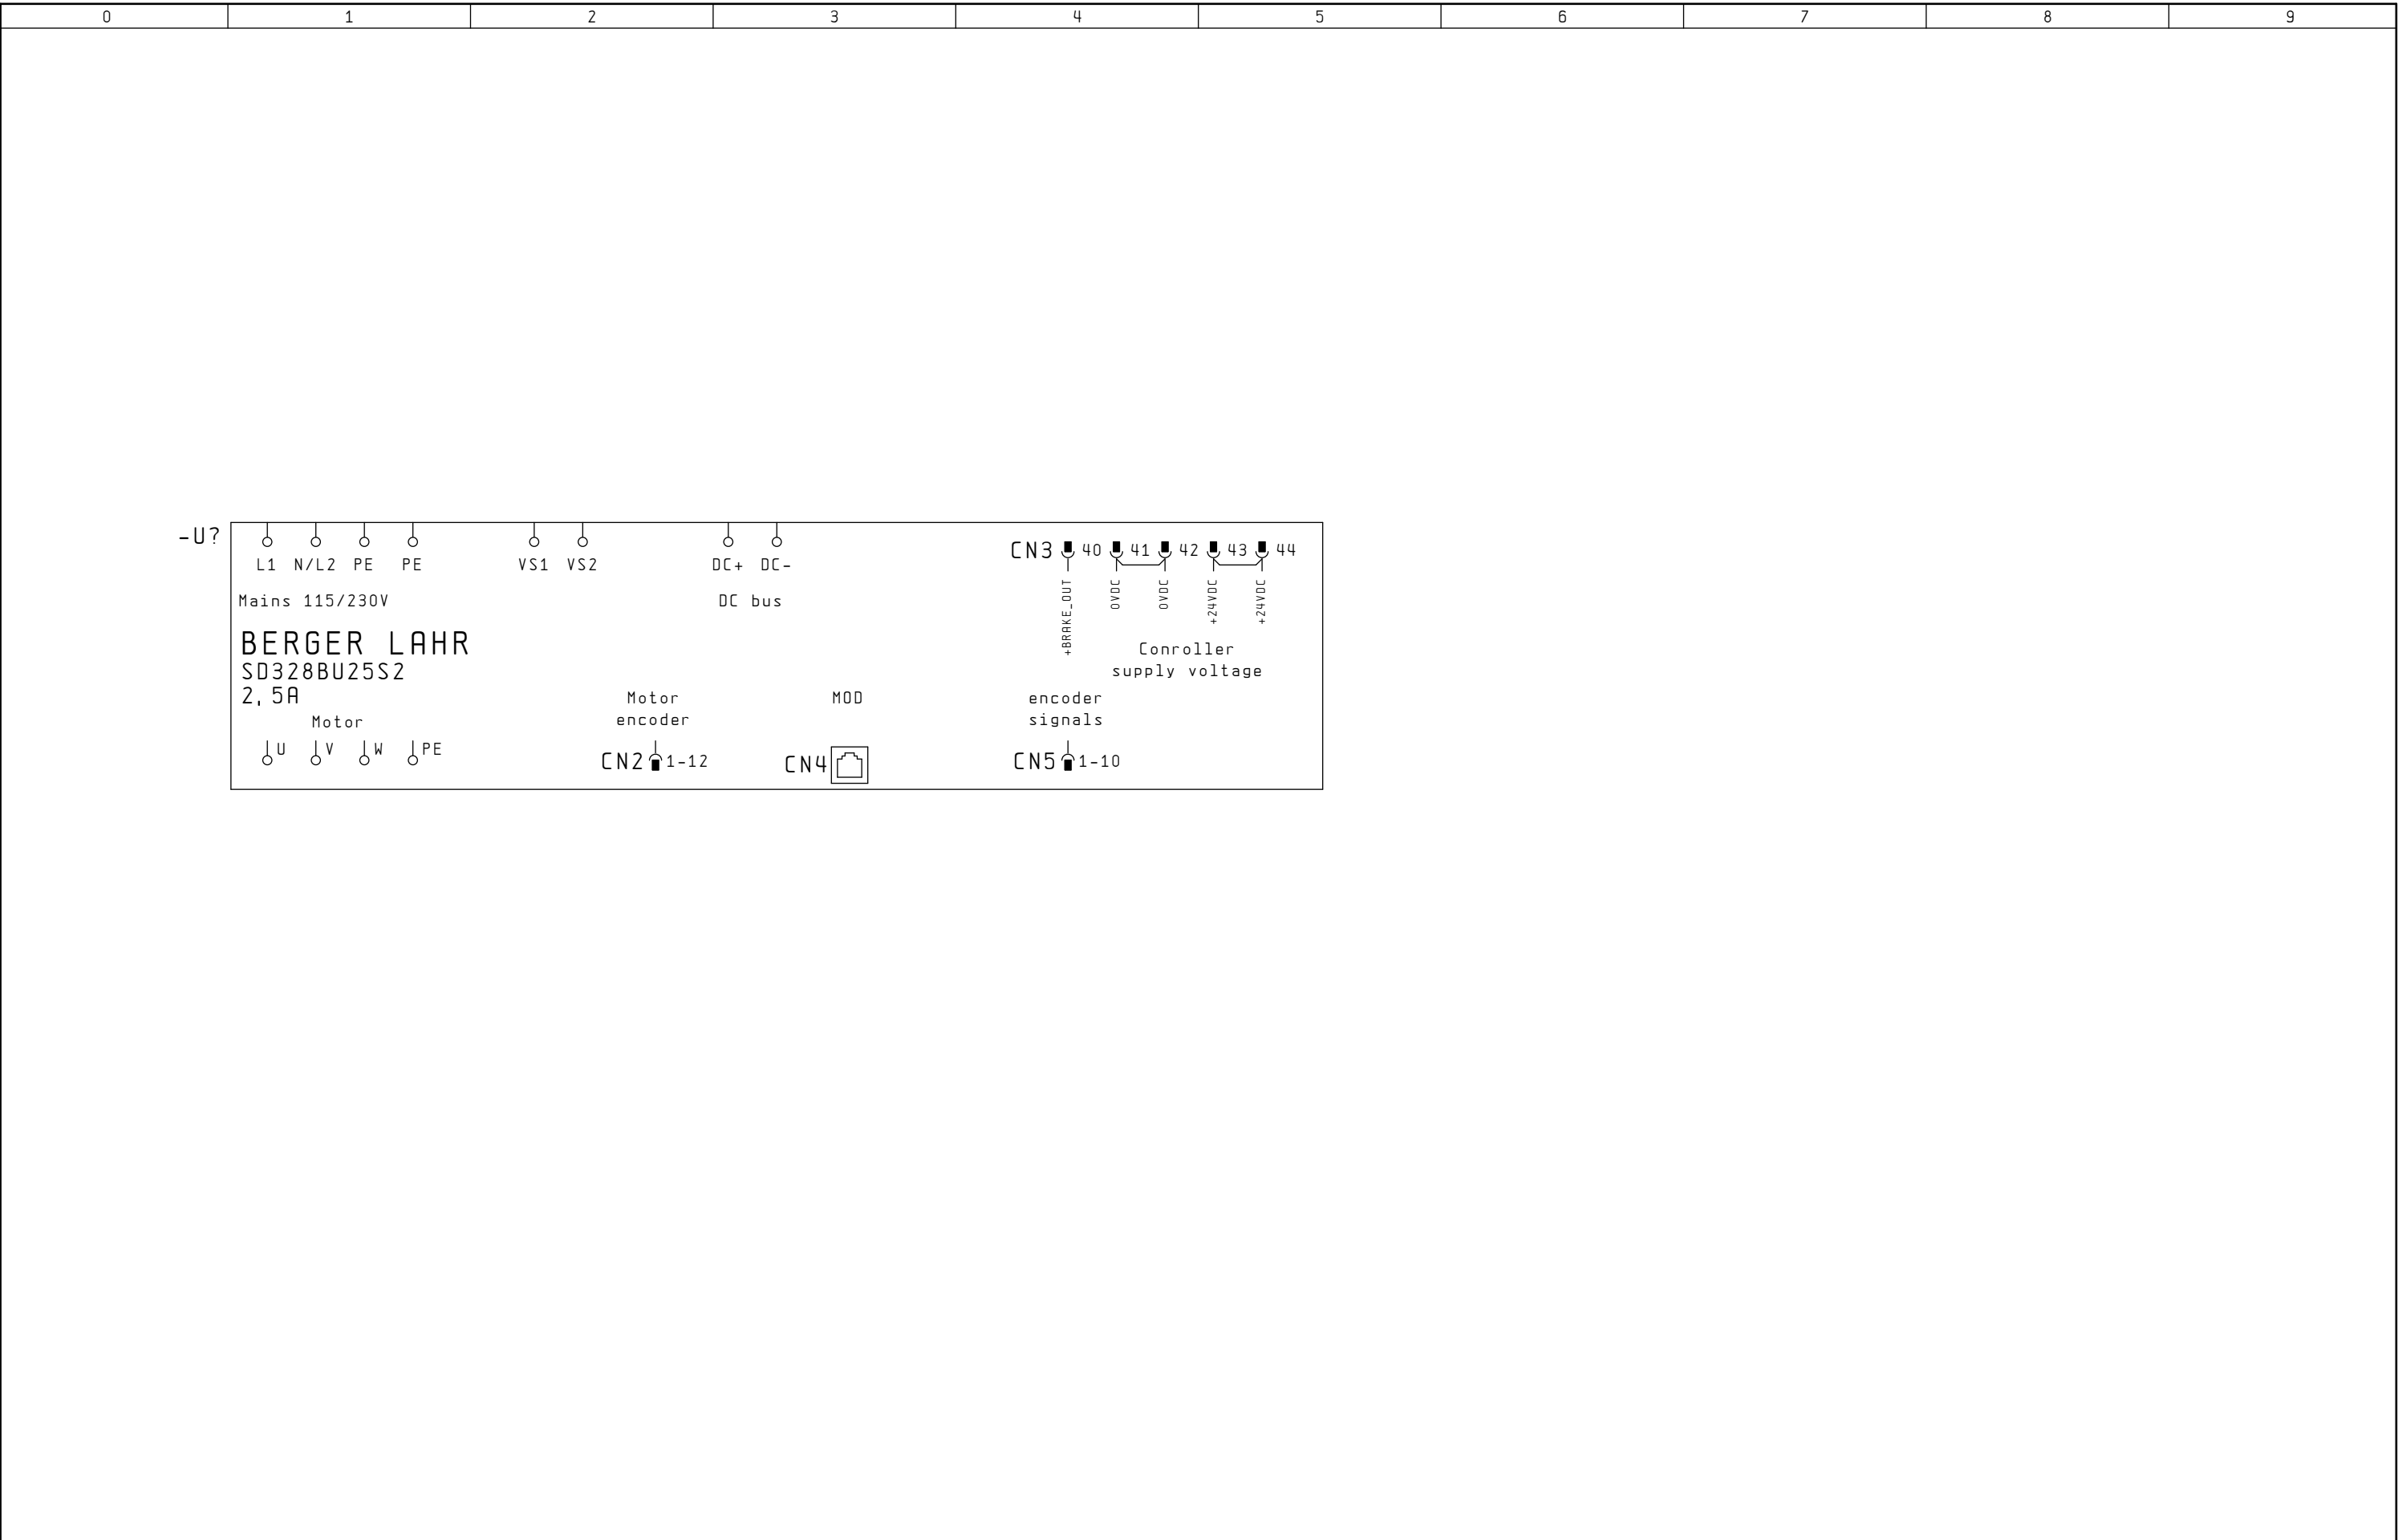 0 1 2 3 4 5 6 7 8 9
-U?
L1 N/L2 PE PE VS1 VS2 DC+ DC-
CN3 40 41 42 43 44
Mains 115/230V
DC bus
+BRAKE_OUT
0VDC
0VDC
+24VDC
+24VDC
Conroller
supply voltage
BERGER LAHR
SD328BU25S2
2,5A
Motor
U V W PE
Motor
encoder
CN2 1-12
MOD
CN4
encoder
signals
CN5 1-10